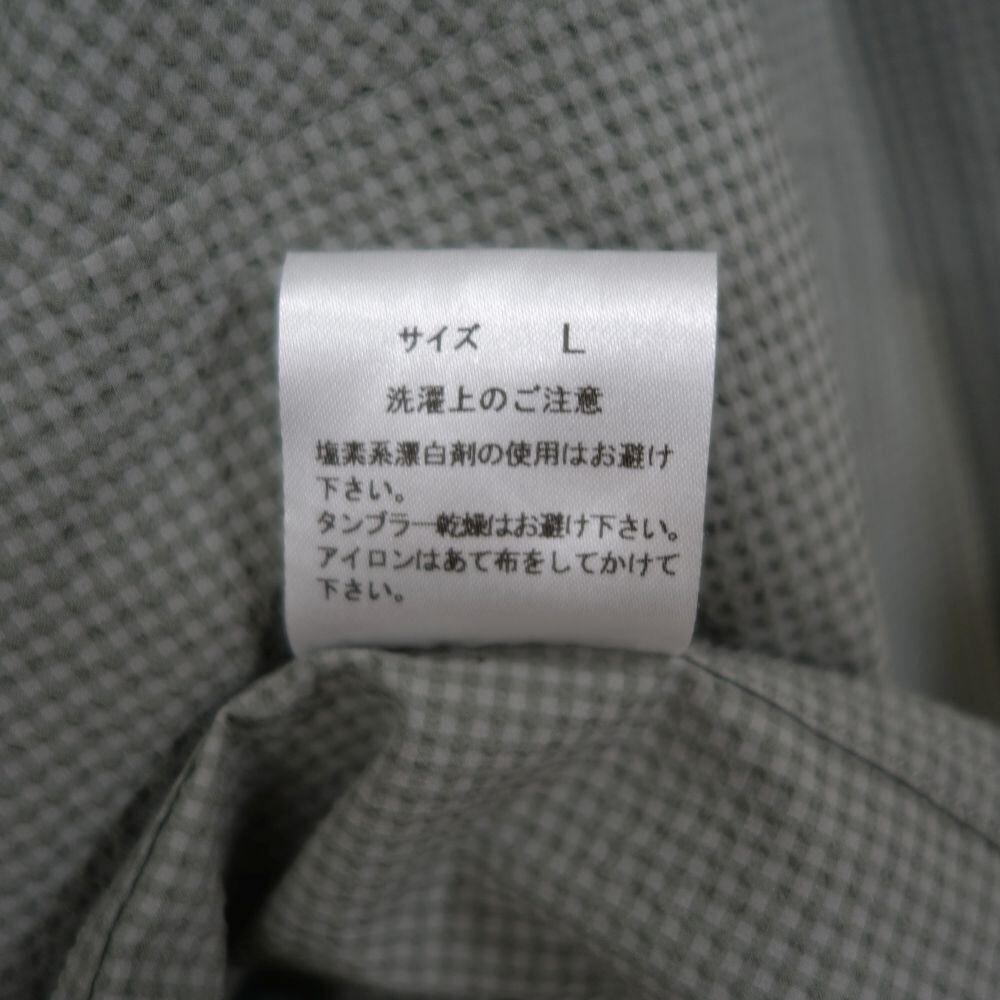 サイズ L
洗濯上のご注意
塩素系漂白剤の使用はお避け
下さい。
タンブラー乾燥はお避け下さい。
アイロンはあて布をしてかけて
下さい。